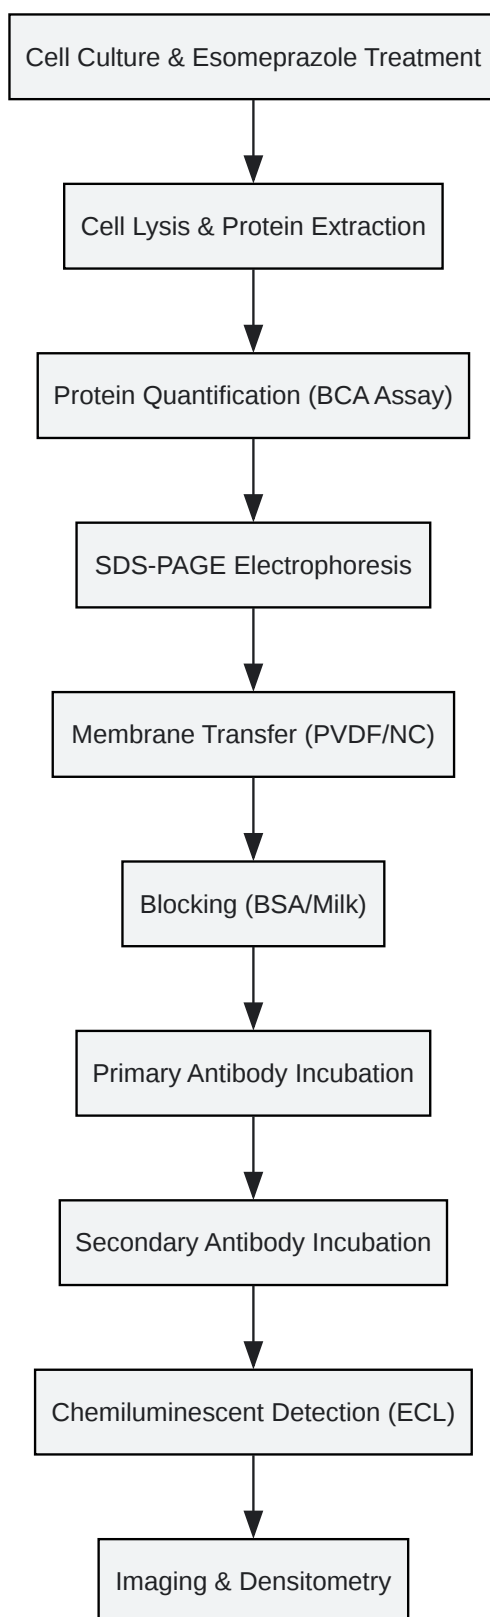 Cell Culture & Esomeprazole Treatment
Cell Lysis & Protein Extraction
Protein Quantification (BCA Assay)
SDS-PAGE Electrophoresis
Membrane Transfer (PVDF/NC)
Blocking (BSA/Milk)
Primary Antibody Incubation
Secondary Antibody Incubation
Chemiluminescent Detection (ECL)
Imaging & Densitometry